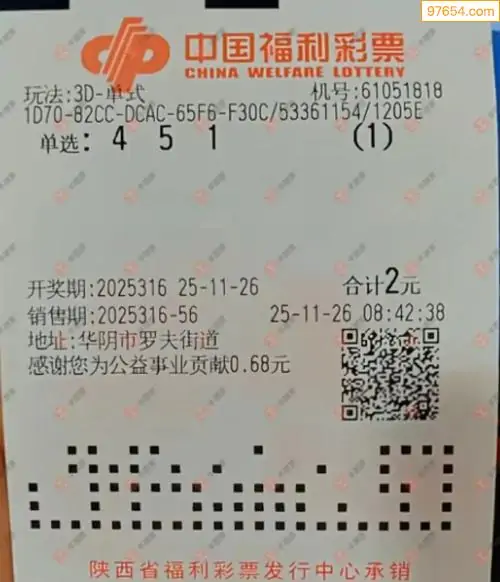 97654.com
中国福利彩票
CHINA WELFARE LOTTERY
玩法:3D-单式 机号:61051818
1D70-82CC-DCAC-65F6-F30C/53361154/1205E
单选: 4 5 1 (1)
开奖期:2025316 25-11-26 合计2元
销售期:2025316-56 25-11-26 08:42:38
地址:华阴市罗夫街道
感谢您为公益事业贡献0.68元
陕西省福利彩票发行中心承销